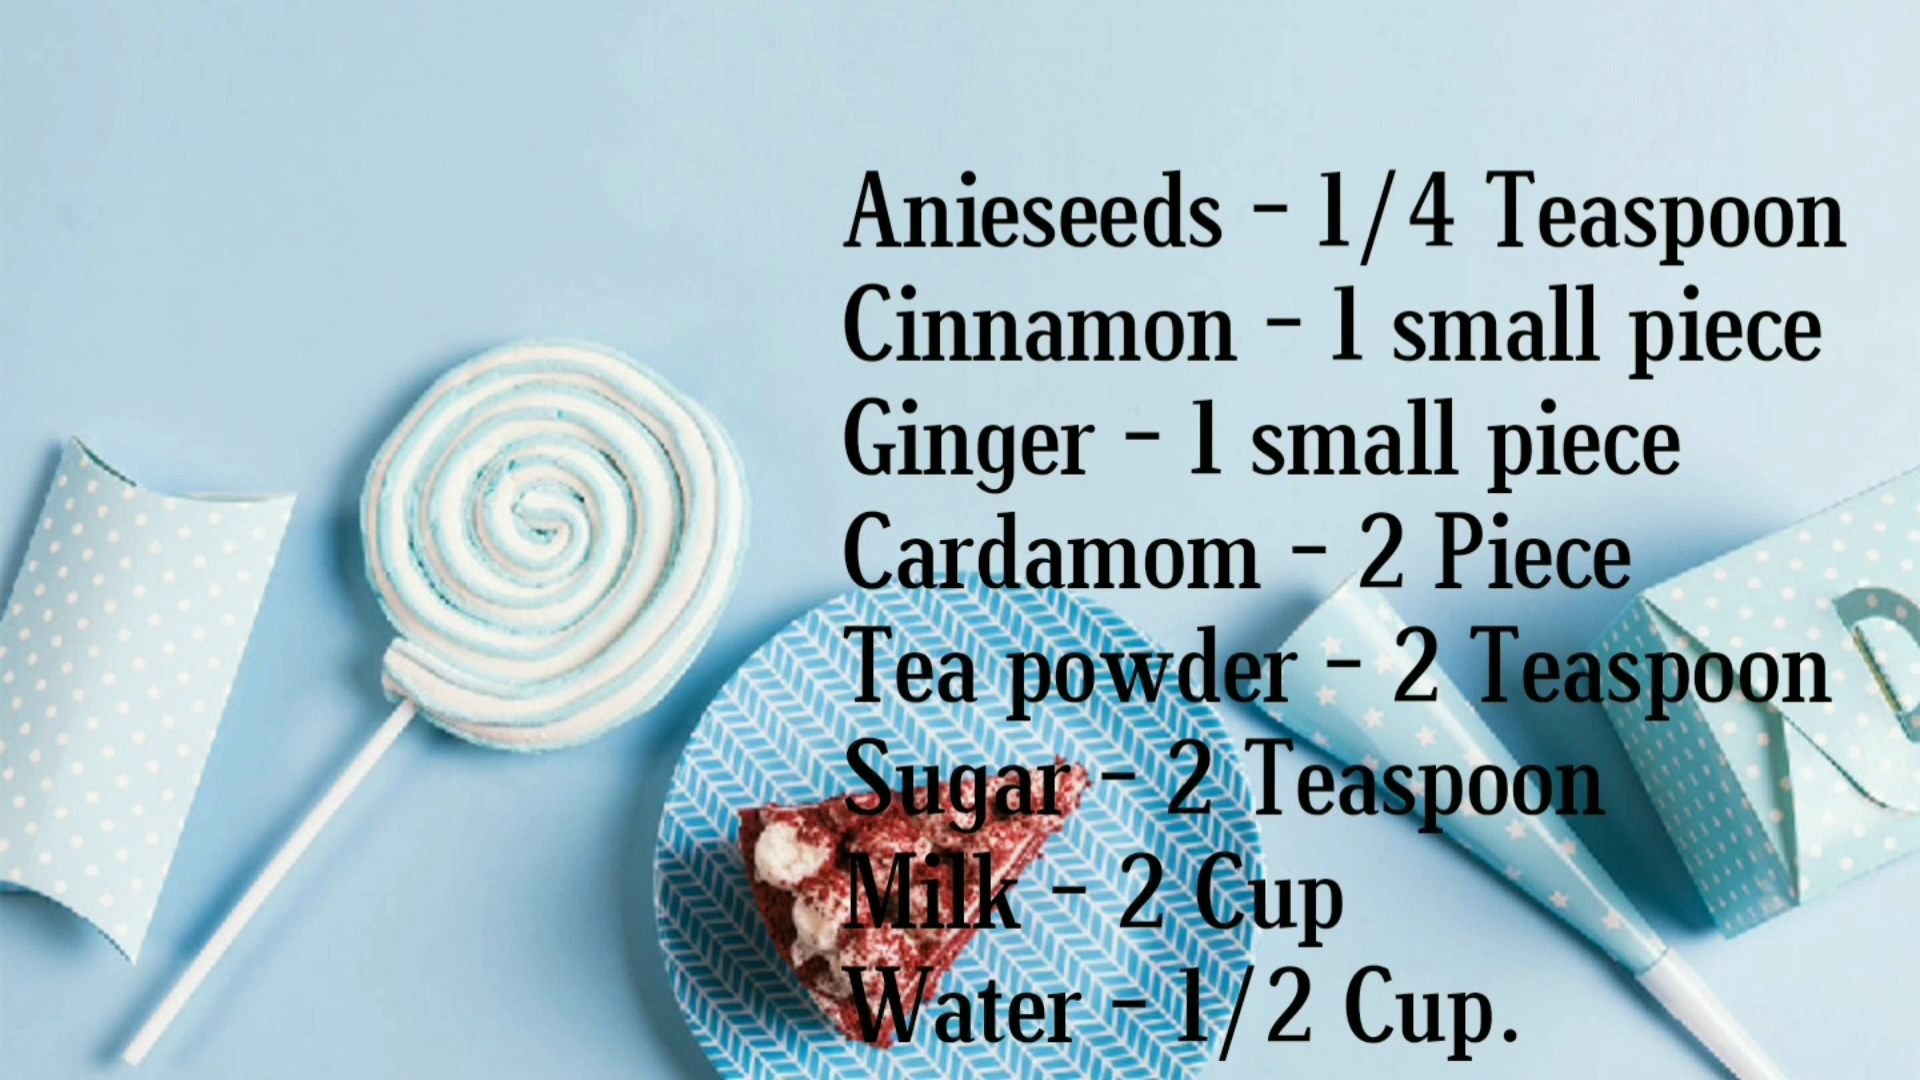 Anieseeds - 1/4 Teaspoon
Cinnamon - 1 small piece
Ginger - 1 small piece
Cardamom - 2 Piece
Tea powder - 2 Teaspoon
Sugar - 2 Teaspoon
Milk - 2 Cup
Water - 1/2 Cup.